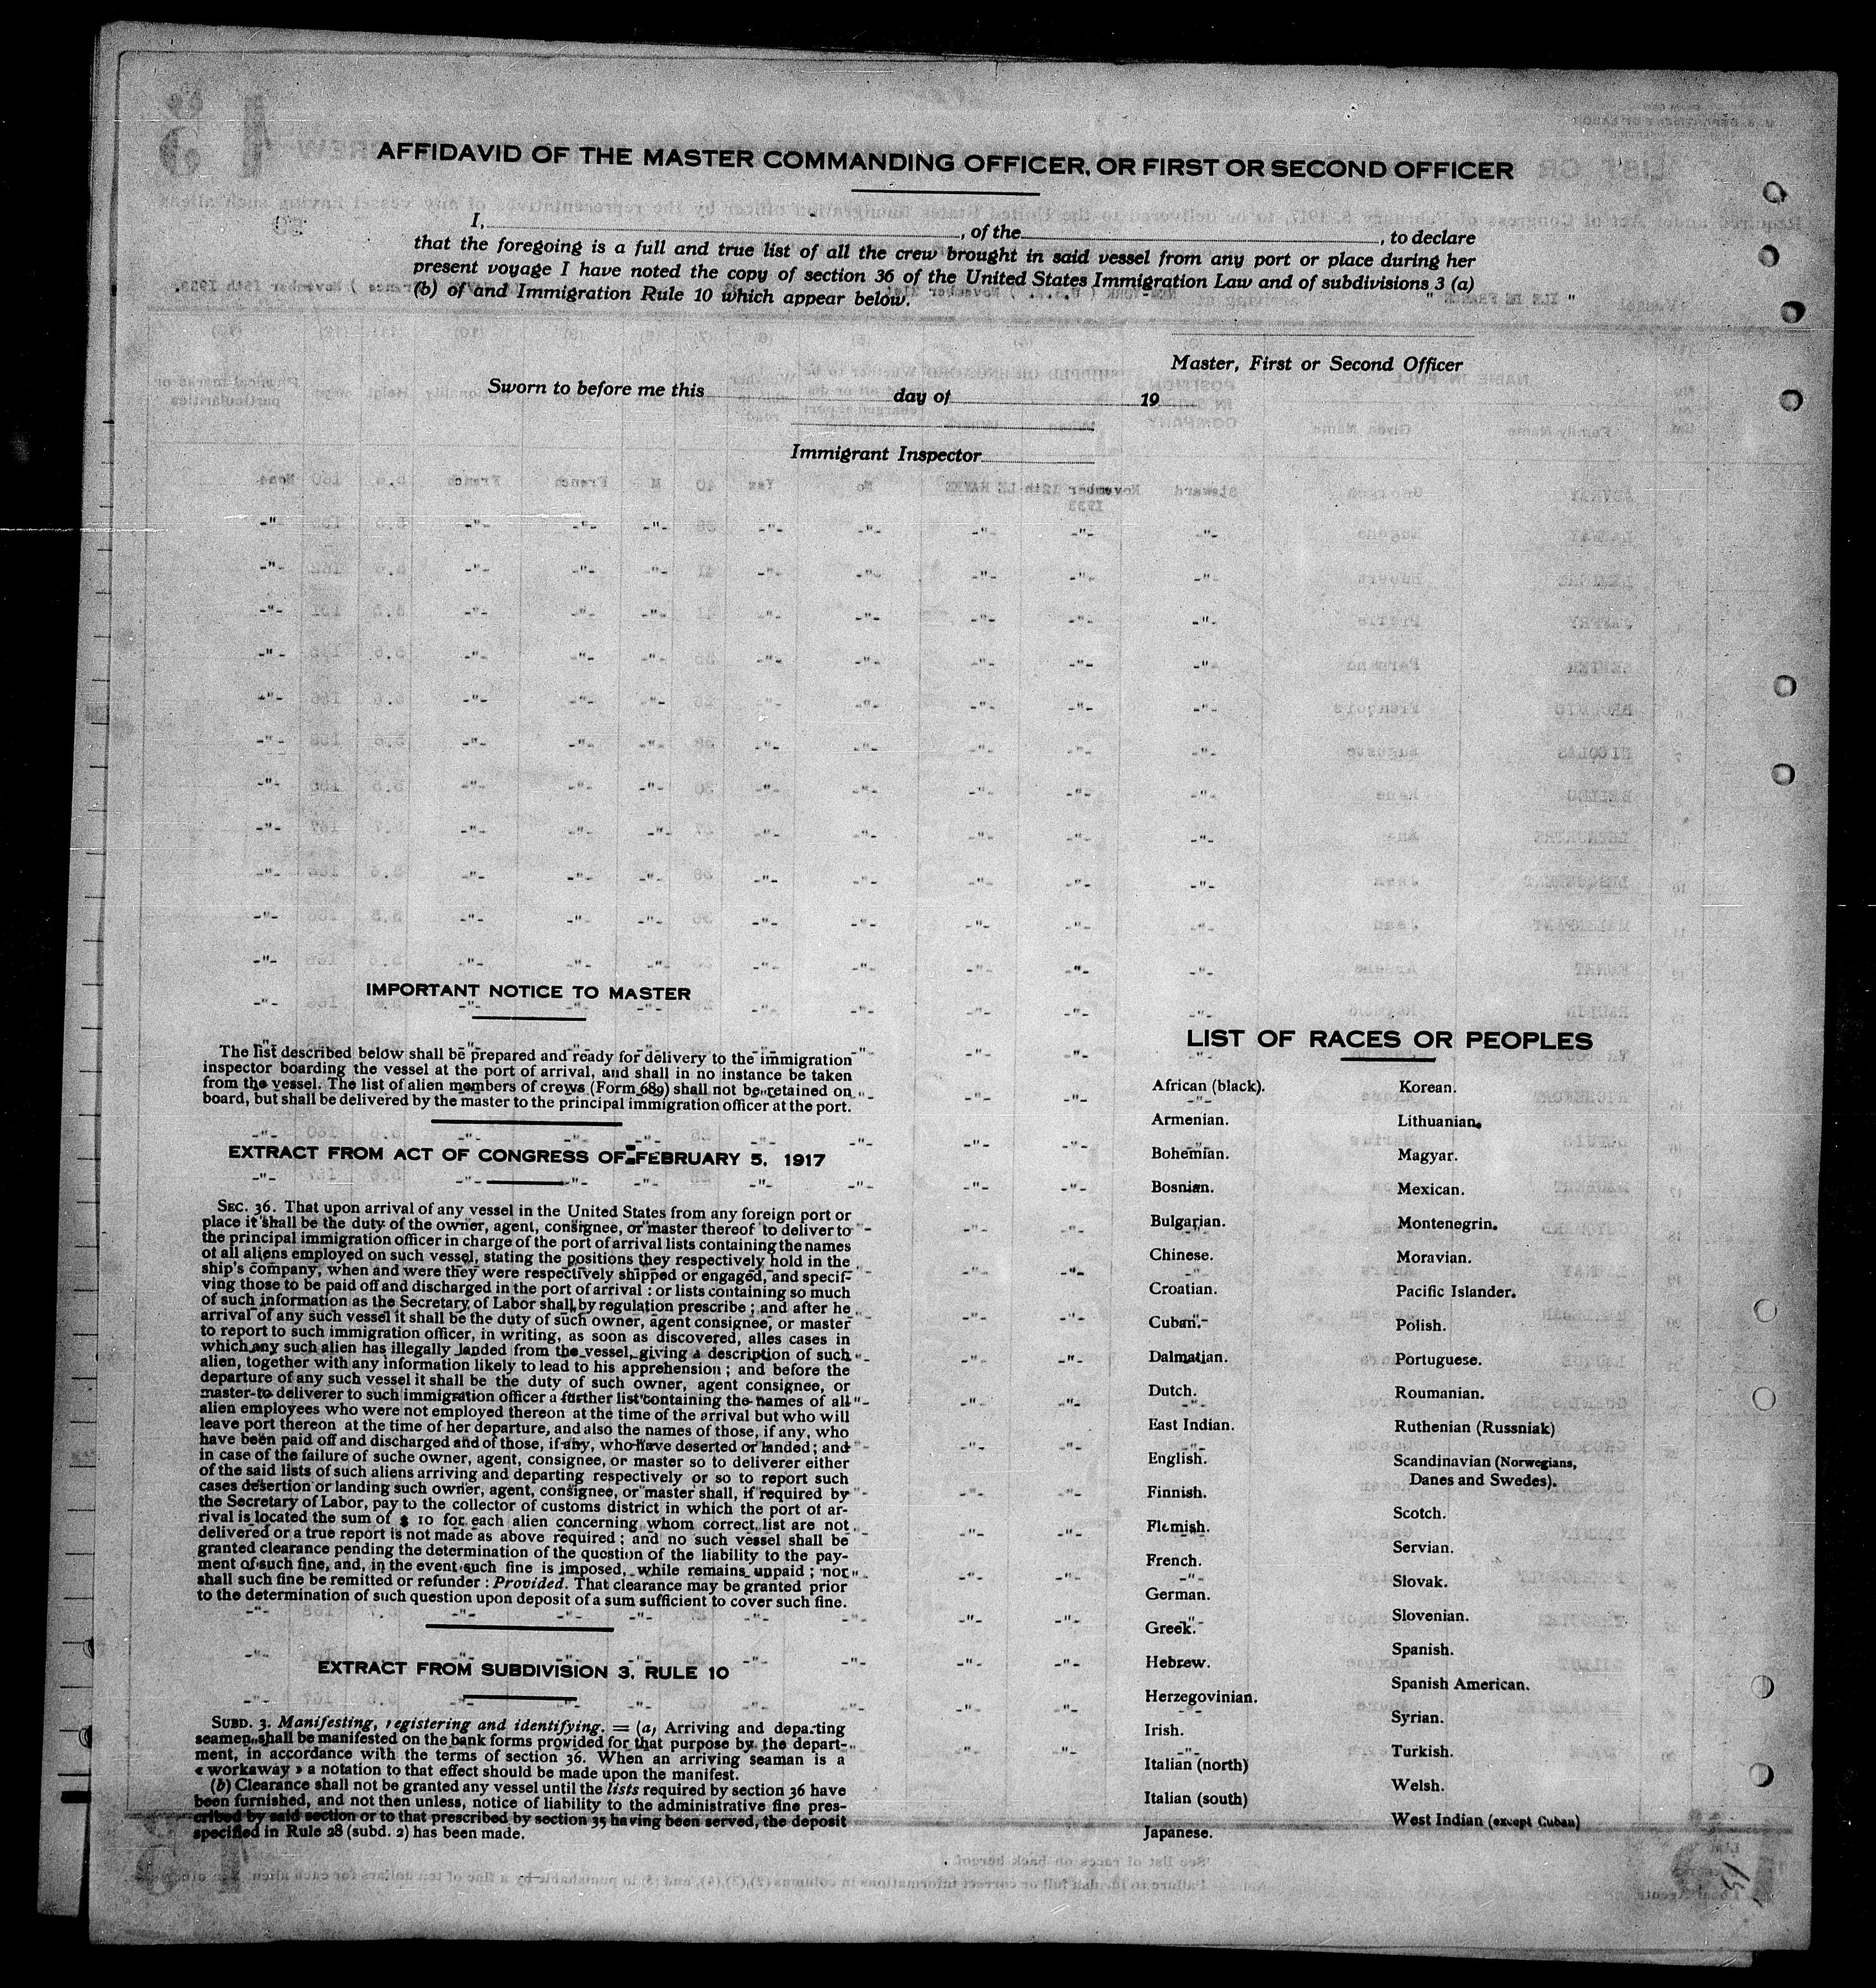 AFFIDAVID OF THE MASTER COMMANDING OFFICER, OR FIRST OR SECOND OFFICER
I, , of the , to declare
that the foregoing is a full and true list of all the crew brought in said vessel from any port or place during her
present voyage I have noted the copy of section 36 of the United States Immigration Law and of subdivisions 3 (a)
(b) of and Immigration Rule 10 which appear below.
Master, First or Second Officer
Sworn to before me this day of 19
Immigrant Inspector
IMPORTANT NOTICE TO MASTER
The list described below shall be prepared and ready for delivery to the immigration
inspector boarding the vessel at the port of arrival, and shall in no instance be taken
from the vessel. The list of alien members of crews (Form 689) shall not be retained on
board, but shall be delivered by the master to the principal immigration officer at the port.
EXTRACT FROM ACT OF CONGRESS OF FEBRUARY 5, 1917
SEC. 36. That upon arrival of any vessel in the United States from any foreign port or
place it shall be the duty of the owner, agent, consignee, or master thereof to deliver to
the principal immigration officer in charge of the port of arrival lists containing the names
of all aliens employed on such vessel, stating the positions they respectively hold in the
ship's company, when and were they were respectively shipped or engaged, and specif-
ving those to be paid off and discharged in the port of arrival : or lists containing so much
of such information as the Secretary of Labor shall by regulation prescribe ; and after he
arrival of any such vessel it shall be the duty of such owner, agent consignee, or master
to report to such immigration officer, in writing, as soon as discovered, alles cases in
which any such alien has illegally landed from the vessel, giving a description of such
alien, together with any information likely to lead to his apprehension ; and before the
departure of any such vessel it shall be the duty of such owner, agent consignee, or
master to deliverer to such immigration officer a further list containing the names of all
alien employees who were not employed thereon at the time of the arrival but who will
leave port thereon at the time of her departure, and also the names of those, if any, who
have been paid off and discharged and of those, if any, who have deserted or landed ; and
in case of the failure of suche owner, agent, consignee, or master so to deliverer either
of the said lists of such aliens arriving and departing respectively or so to report such
cases desertion or landing such owner, agent, consignee, or master shall, if required by
the Secretary of Labor, pay to the collector of customs district in which the port of ar-
rival is located the sum of $ 10 for each alien concerning whom correct list are not
delivered or a true report is not made as above required ; and no such vessel shall be
granted clearance pending the determination of the question of the liability to the pay-
ment of such fine, and, in the event such fine is imposed, while remains unpaid ; nor
shall such fine be remitted or refunder : Provided. That clearance may be granted prior
to the determination of such question upon deposit of a sum sufficient to cover such fine.
EXTRACT FROM SUBDIVISION 3, RULE 10
SUBD. 3. Manifesting, registering and identifying. = (a) Arriving and departing
seamen shall be manifested on the bank forms provided for that purpose by the depart-
ment, in accordance with the terms of section 36. When an arriving seaman is a
« workaway » a notation to that effect should be made upon the manifest.
(b) Clearance shall not be granted any vessel until the lists required by section 36 have
been furnished, and not then unless, notice of liability to the administrative fine pres-
cribed by said section or to that prescribed by section 35 having been served, the deposit
specified in Rule 28 (subd. 2) has been made.
LIST OF RACES OR PEOPLES
African (black).
Armenian.
Bohemian.
Bosnian.
Bulgarian.
Chinese.
Croatian.
Cuban.
Dalmatian.
Dutch.
East Indian.
English.
Finnish.
Flemish.
French.
German.
Greek.
Hebrew.
Herzegovinian.
Irish.
Italian (north)
Italian (south)
Japanese.
Korean.
Lithuanian.
Magyar.
Mexican.
Montenegrin.
Moravian.
Pacific Islander.
Polish.
Portuguese.
Roumanian.
Ruthenian (Russniak)
Scandinavian (Norwegians,
Danes and Swedes).
Scotch.
Servian.
Slovak.
Slovenian.
Spanish.
Spanish American.
Syrian.
Turkish.
Welsh.
West Indian (except Cuban)